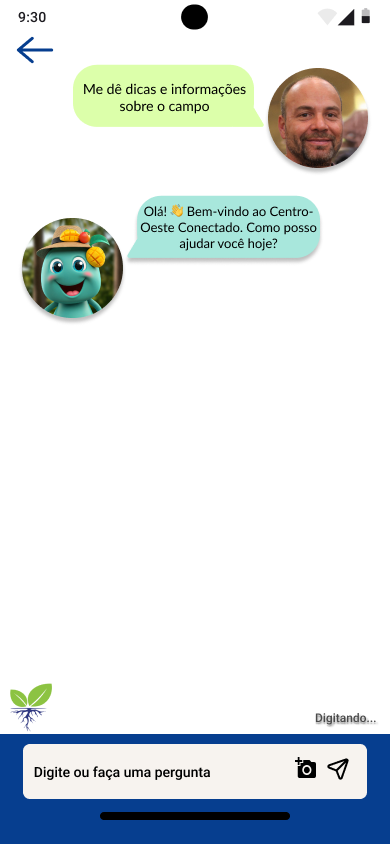 9:30
Me dê dicas e informações
sobre o campo
Olá! 👋 Bem-vindo ao Centro-
Oeste Conectado. Como posso
ajudar você hoje?
Digitando...
Digite ou faça uma pergunta